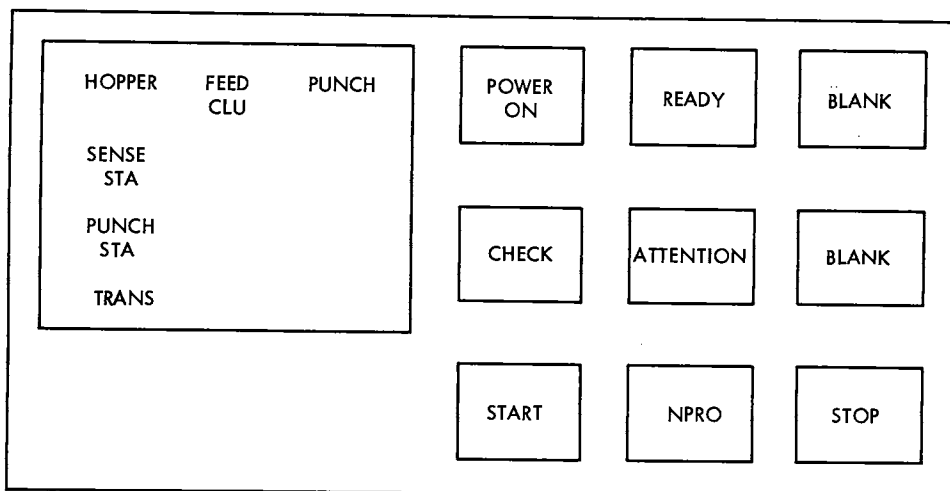 HOPPER FEED CLU PUNCH
SENSE STA
PUNCH STA
TRANS
POWER ON
READY
BLANK
CHECK
ATTENTION
BLANK
START
NPRO
STOP